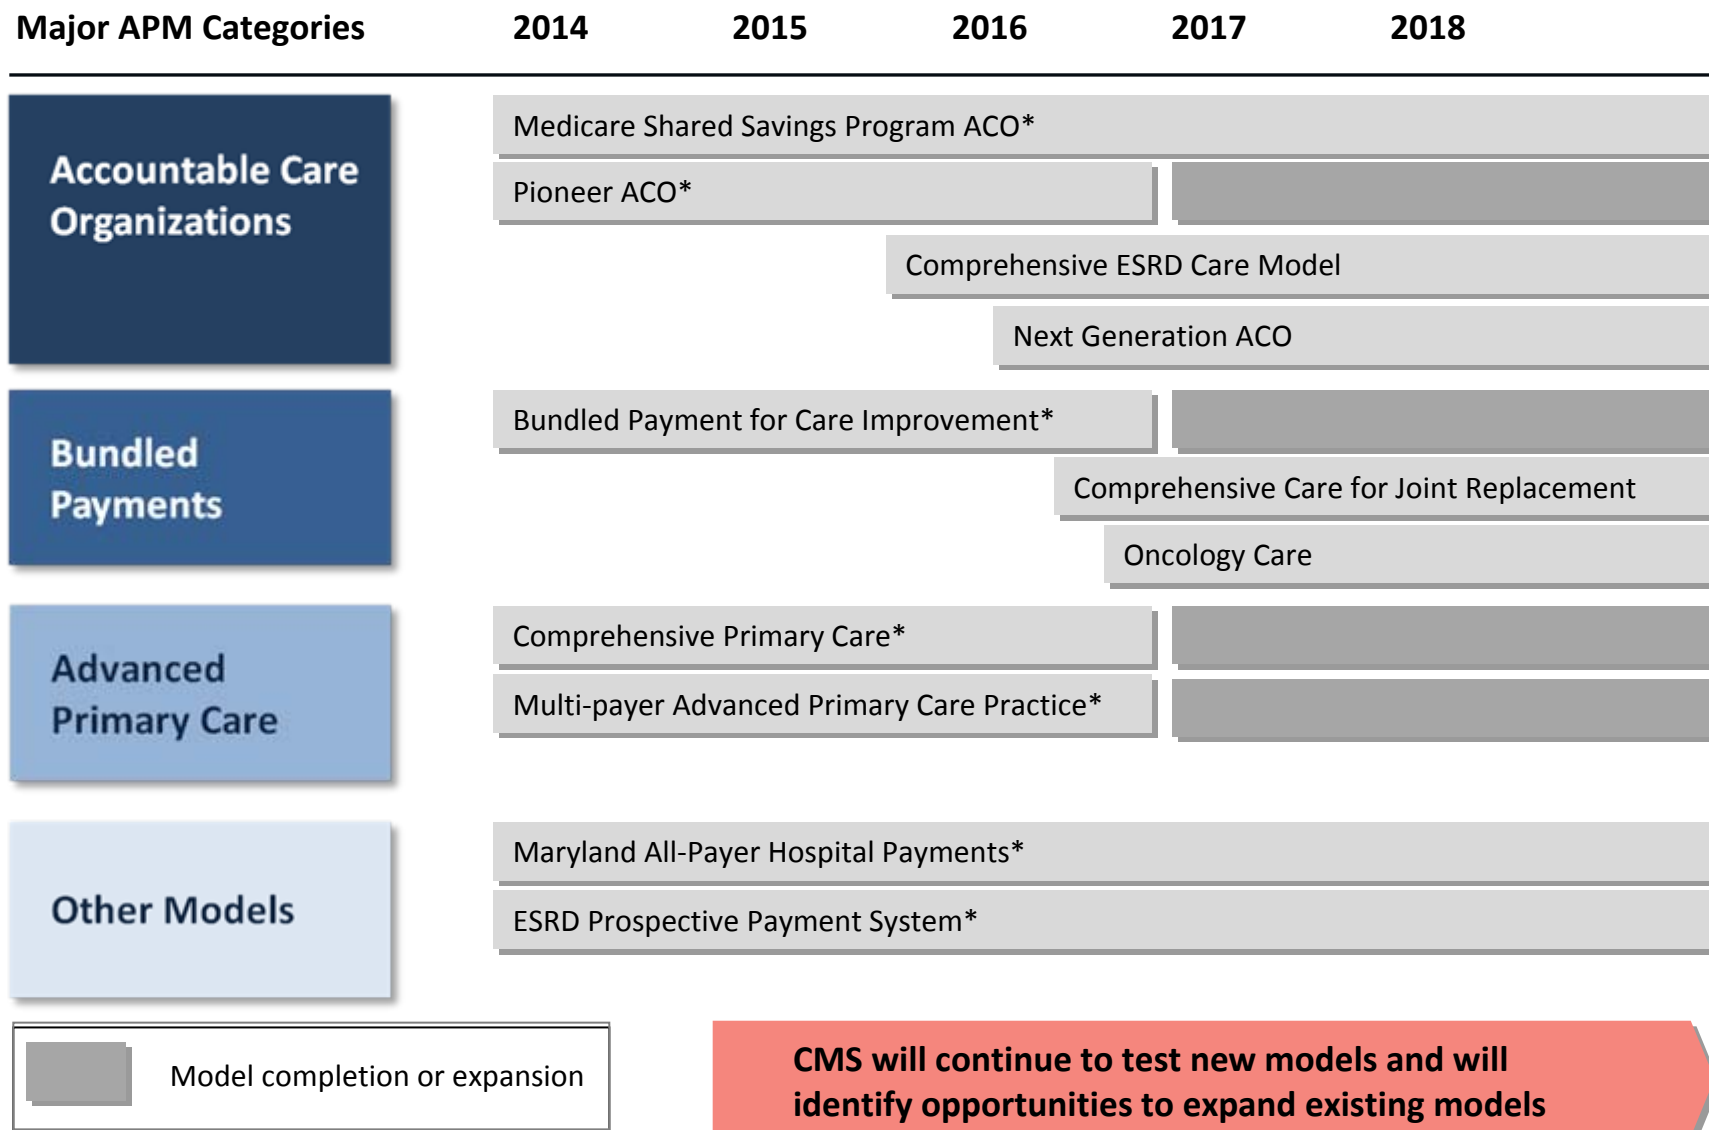 Major APM Categories 2014 2015 2016 2017 2018
Accountable Care
Organizations
Medicare Shared Savings Program ACO*
Pioneer ACO*
Comprehensive ESRD Care Model
Next Generation ACO
Bundled
Payments
Bundled Payment for Care Improvement*
Comprehensive Care for Joint Replacement
Oncology Care
Advanced
Primary Care
Comprehensive Primary Care*
Multi-payer Advanced Primary Care Practice*
Other Models
Maryland All-Payer Hospital Payments*
ESRD Prospective Payment System*
Model completion or expansion
CMS will continue to test new models and will
identify opportunities to expand existing models